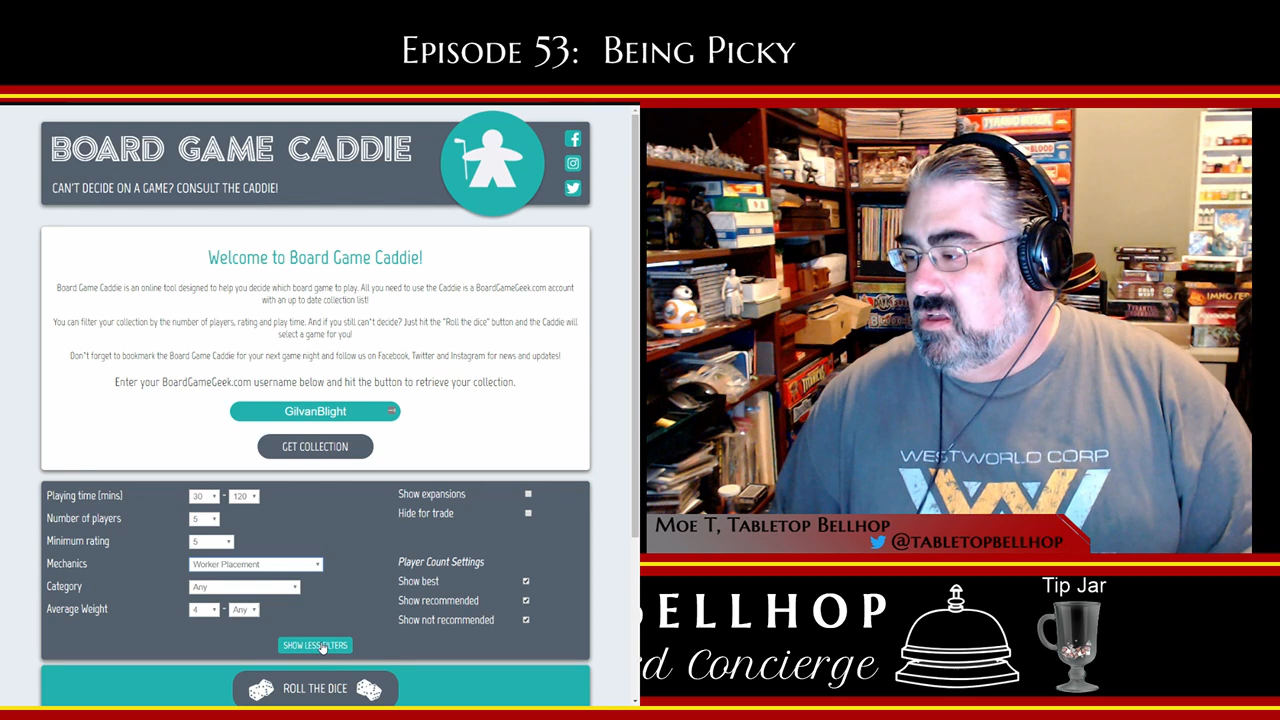 Episode 53: Being Picky
BOARD GAME CADDIE
CAN'T DECIDE ON A GAME? CONSULT THE CADDIE!
Welcome to Board Game Caddie!
Board Game Caddie is an online tool designed to help you decide which board game to play. All you need to use the Caddie is a BoardGameGeek.com account
with an up to date collection list!
You can filter your collection by the number of players, rating and play time. And if you still can't decide? Just hit the "Roll the dice" button and the Caddie will
select a game for you!
Don't forget to bookmark the Board Game Caddie for your next game night and follow us on Facebook, Twitter and Instagram for news and updates!
Enter your BoardGameGeek.com username below and hit the button to retrieve your collection.
GilvanBlight
GET COLLECTION
Playing time (mins) 30 - 120
Number of players 5
Minimum rating 5
Mechanics Worker Placement
Category Any
Average Weight 4 - Any
Show expansions
Hide for trade
Player Count Settings
Show best
Show recommended
Show not recommended
SHOW LESS FILTERS
ROLL THE DICE
WESTWORLD CORP
IMHOTEP
TYRANTS
BLOOD
Moe T, Tabletop Bellhop
@TABLETOPBELLHOP
BELLHOP
rd Concierge
Tip Jar